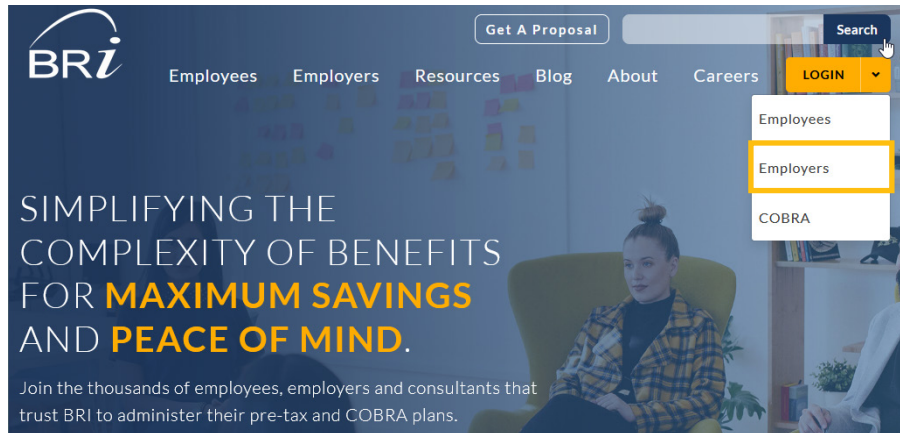 Get A Proposal
Search
BRi
Employees Employers Resources Blog About Careers LOGIN
Employees
Employers
COBRA
SIMPLIFYING THE
COMPLEXITY OF BENEFITS
FOR MAXIMUM SAVINGS
AND PEACE OF MIND.
Join the thousands of employees, employers and consultants that
trust BRI to administer their pre-tax and COBRA plans.